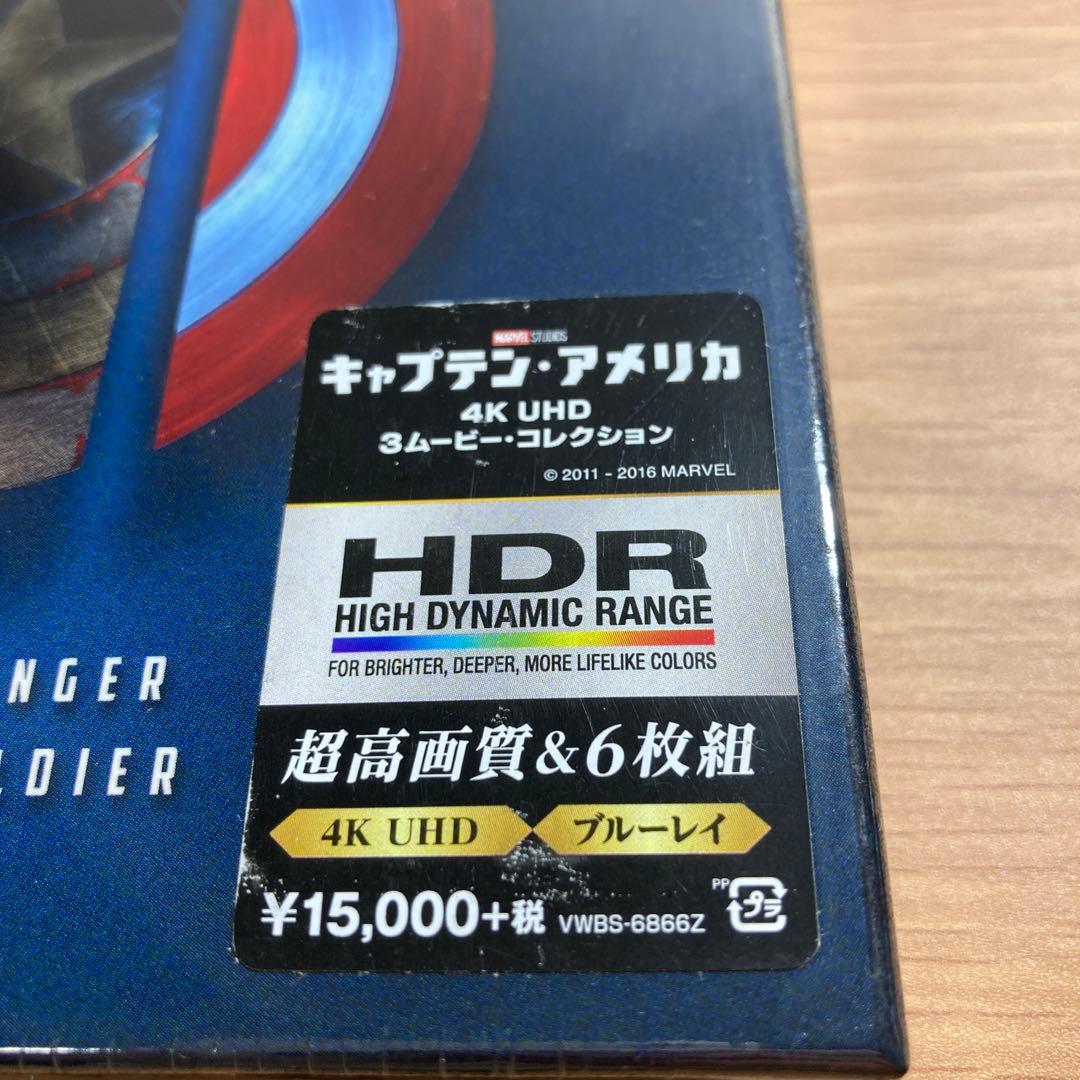 MARVEL STUDIOS
キャプテン・アメリカ
4K UHD
3ムービー・コレクション
© 2011 - 2016 MARVEL
HDR
HIGH DYNAMIC RANGE
FOR BRIGHTER, DEEPER, MORE LIFELIKE COLORS
NGER
LDIER
超高画質&6枚組
4K UHD ブルーレイ
¥15,000+税 VWBS-6866Z PP プラ